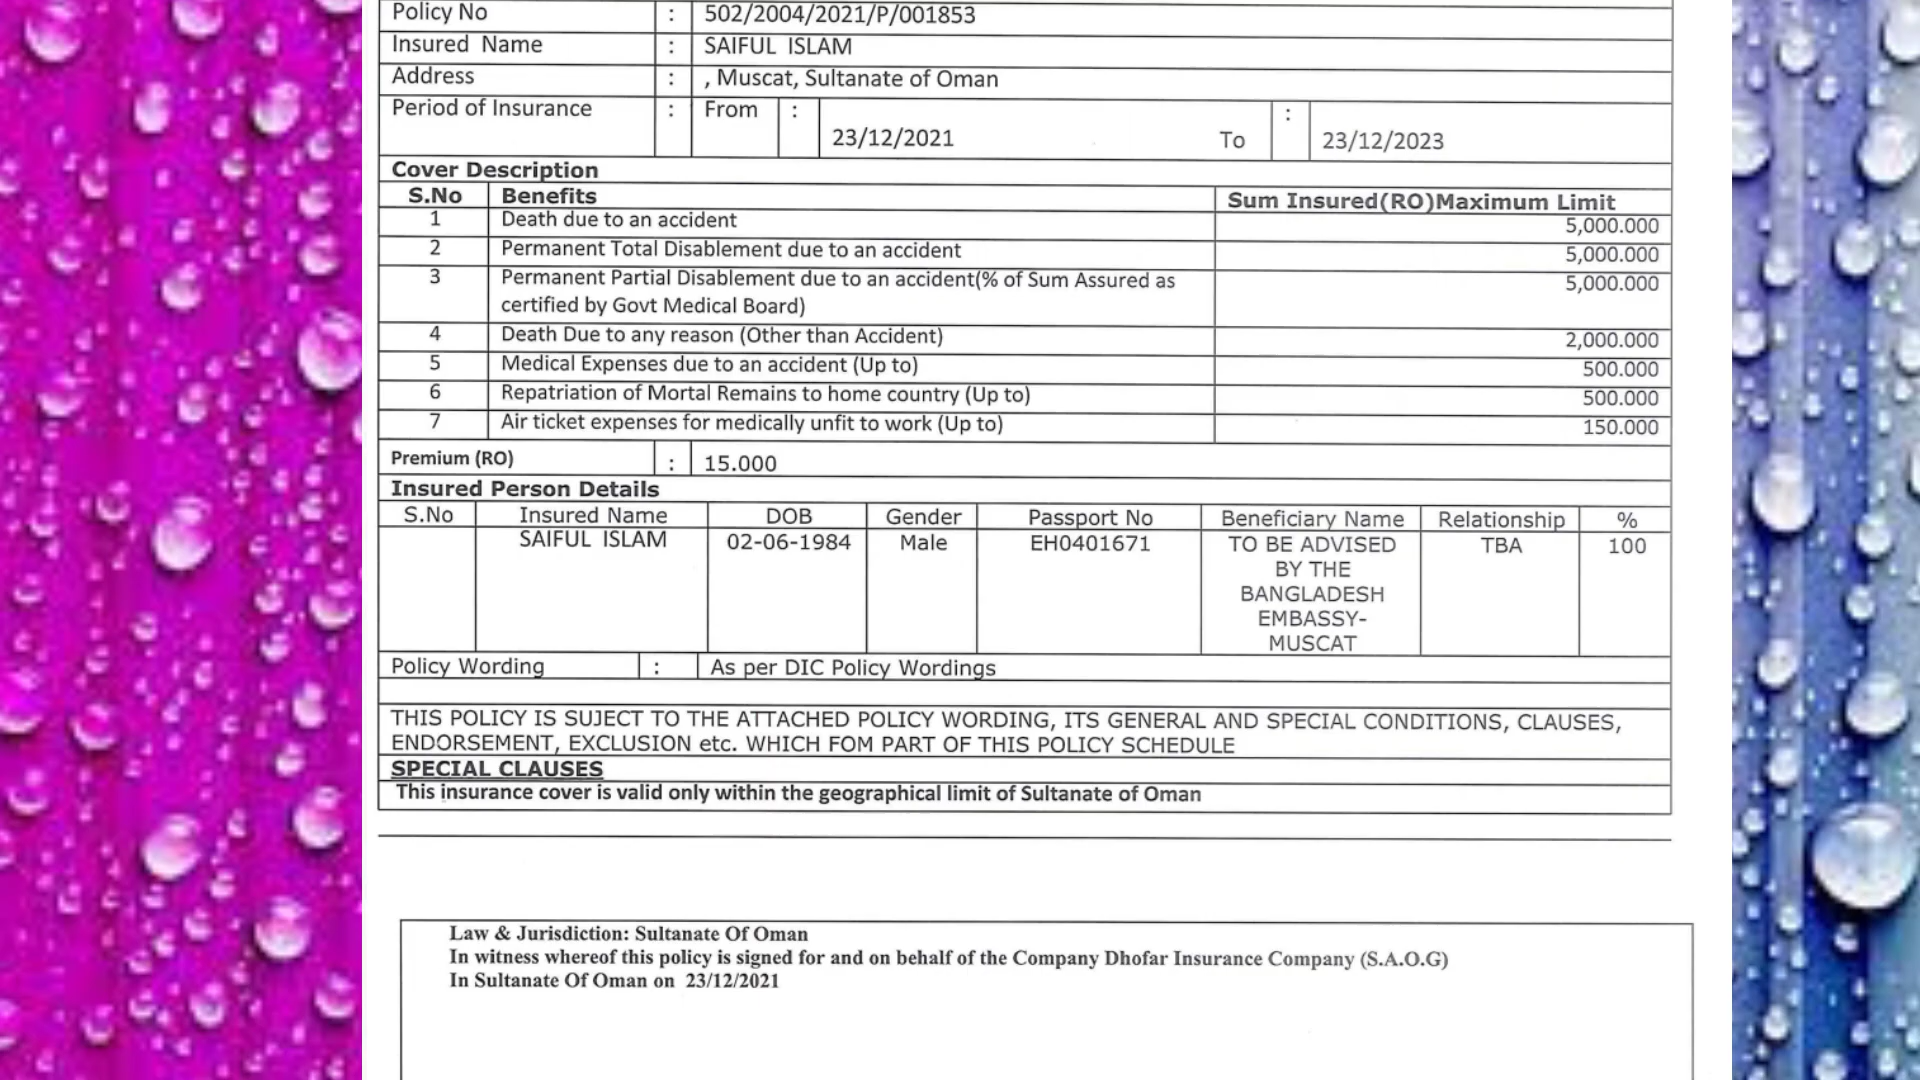 Policy No : 502/2004/2021/P/001853
Insured Name : SAIFUL ISLAM
Address : , Muscat, Sultanate of Oman
Period of Insurance : From : 23/12/2021 To : 23/12/2023
Cover Description
S.No Benefits Sum Insured(RO)Maximum Limit
1 Death due to an accident 5,000.000
2 Permanent Total Disablement due to an accident 5,000.000
3 Permanent Partial Disablement due to an accident(% of Sum Assured as 5,000.000
certified by Govt Medical Board)
4 Death Due to any reason (Other than Accident) 2,000.000
5 Medical Expenses due to an accident (Up to) 500.000
6 Repatriation of Mortal Remains to home country (Up to) 500.000
7 Air ticket expenses for medically unfit to work (Up to) 150.000
Premium (RO) : 15.000
Insured Person Details
S.No Insured Name DOB Gender Passport No Beneficiary Name Relationship %
SAIFUL ISLAM 02-06-1984 Male EH0401671 TO BE ADVISED TBA 100
BY THE
BANGLADESH
EMBASSY-
MUSCAT
Policy Wording : As per DIC Policy Wordings
THIS POLICY IS SUJECT TO THE ATTACHED POLICY WORDING, ITS GENERAL AND SPECIAL CONDITIONS, CLAUSES,
ENDORSEMENT, EXCLUSION etc. WHICH FOM PART OF THIS POLICY SCHEDULE
SPECIAL CLAUSES
This insurance cover is valid only within the geographical limit of Sultanate of Oman
Law & Jurisdiction: Sultanate Of Oman
In witness whereof this policy is signed for and on behalf of the Company Dhofar Insurance Company (S.A.O.G)
In Sultanate Of Oman on 23/12/2021